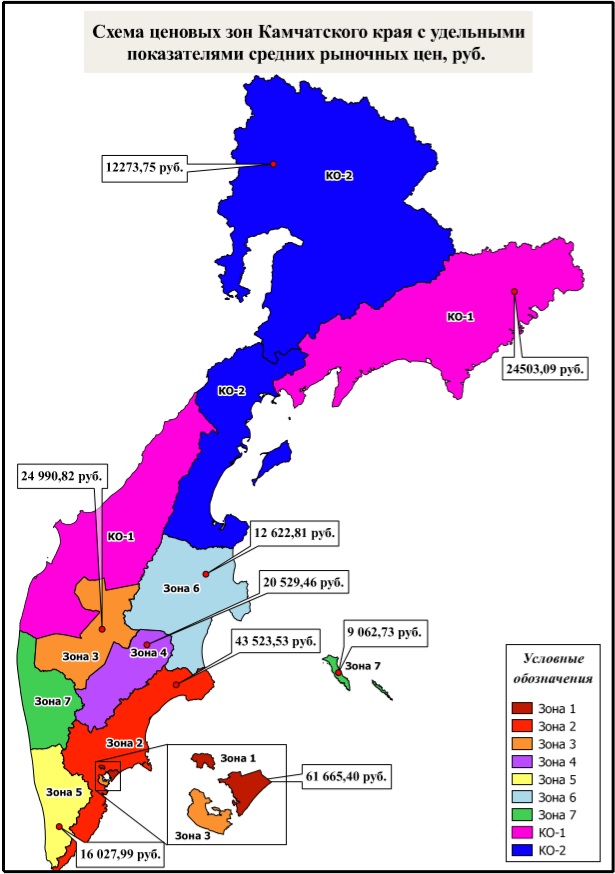 Схема ценовых зон Камчатского края с удельными
показателями средних рыночных цен, руб.
12273,75 руб.
КО-2
КО-1
24503,09 руб.
КО-2
24 990,82 руб.
КО-1
12 622,81 руб.
Зона 6
20 529,46 руб.
43 523,53 руб.
9 062,73 руб.
Зона 3
Зона 4
Зона 7
Зона 7
Зона 2
Зона 1
61 665,40 руб.
Зона 5
Зона 3
16 027,99 руб.
Условные
обозначения
Зона 1
Зона 2
Зона 3
Зона 4
Зона 5
Зона 6
Зона 7
КО-1
КО-2